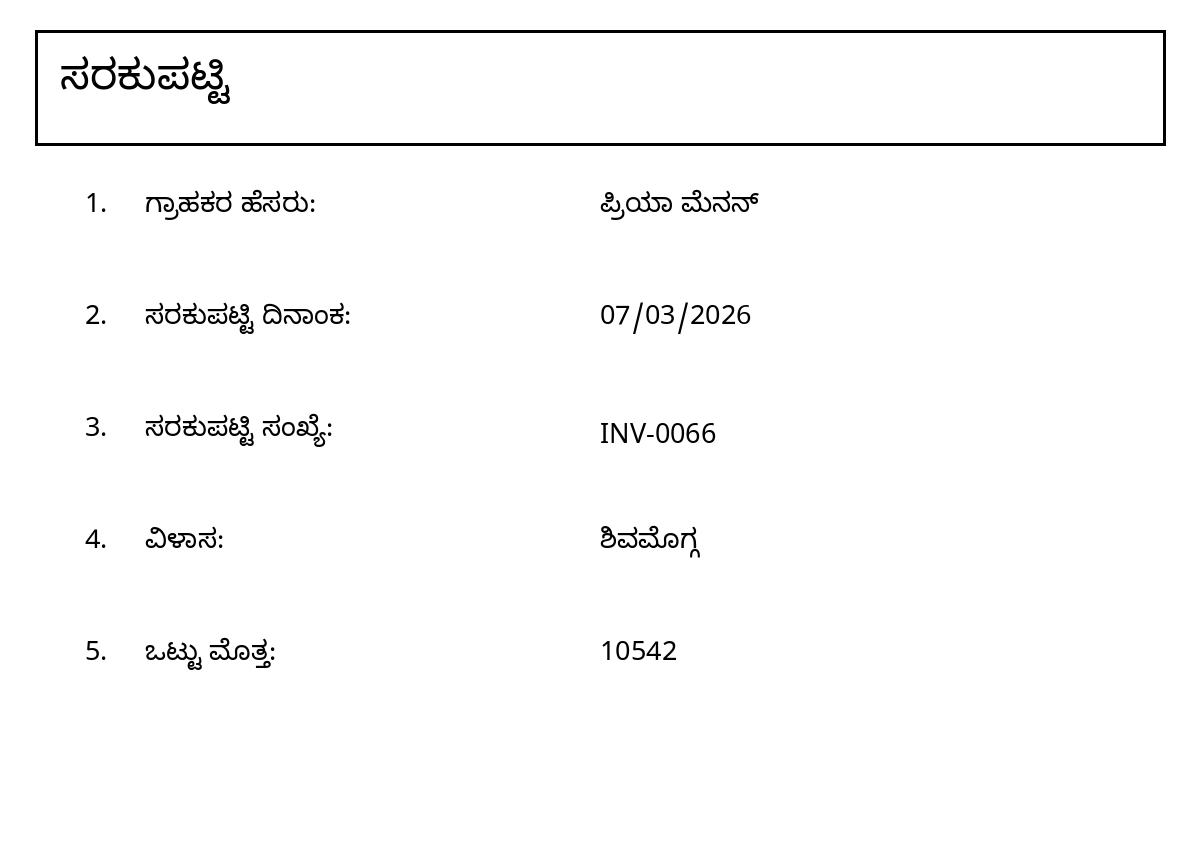 ಸರಕುಪಟ್ಟಿ
1. ಗ್ರಾಹಕರ ಹೆಸರು: ಪ್ರಿಯಾ ಮೆನನ್
2. ಸರಕುಪಟ್ಟಿ ದಿನಾಂಕ: 07/03/2026
3. ಸರಕುಪಟ್ಟಿ ಸಂಖ್ಯೆ: INV-0066
4. ವಿಳಾಸ: ಶಿವಮೊಗ್ಗ
5. ಒಟ್ಟು ಮೊತ್ತ: 10542